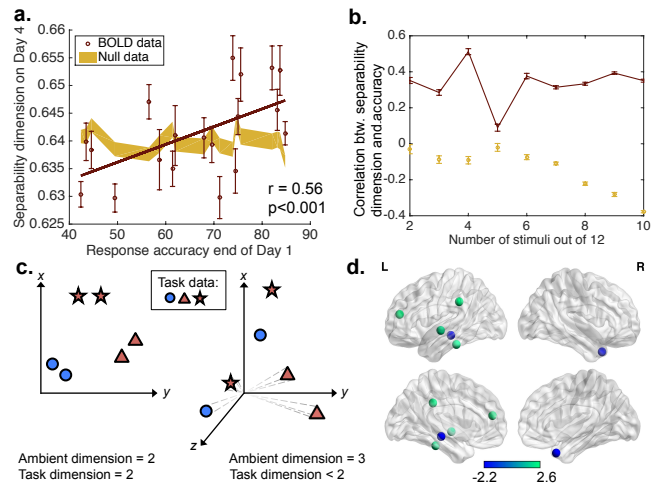 a.
Separability dimension on Day 4
0.66
0.655
0.65
0.645
0.64
0.635
0.63
0.625
BOLD data
Null data
r = 0.56
p<0.001
40 50 60 70 80 90
Response accuracy end of Day 1
b.
Correlation btw. separability
dimension and.accuracy
0.6
0.4
0.2
0
-0.2
-0.4
2 4 6 8 10
Number of stimuli out of 12
c.
x
y
Task data:
x
y
z
Ambient dimension = 2
Task dimension = 2
Ambient dimension = 3
Task dimension < 2
d.
L
R
-2.2 2.6